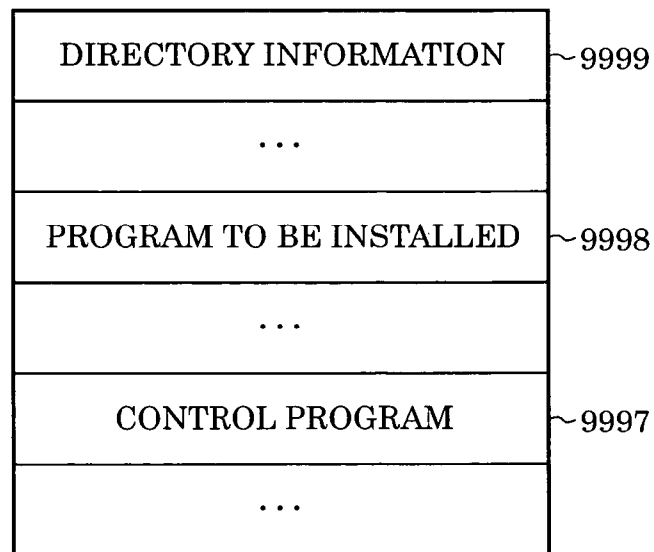 DIRECTORY INFORMATION ~9999
...
PROGRAM TO BE INSTALLED ~9998
...
CONTROL PROGRAM ~9997
...